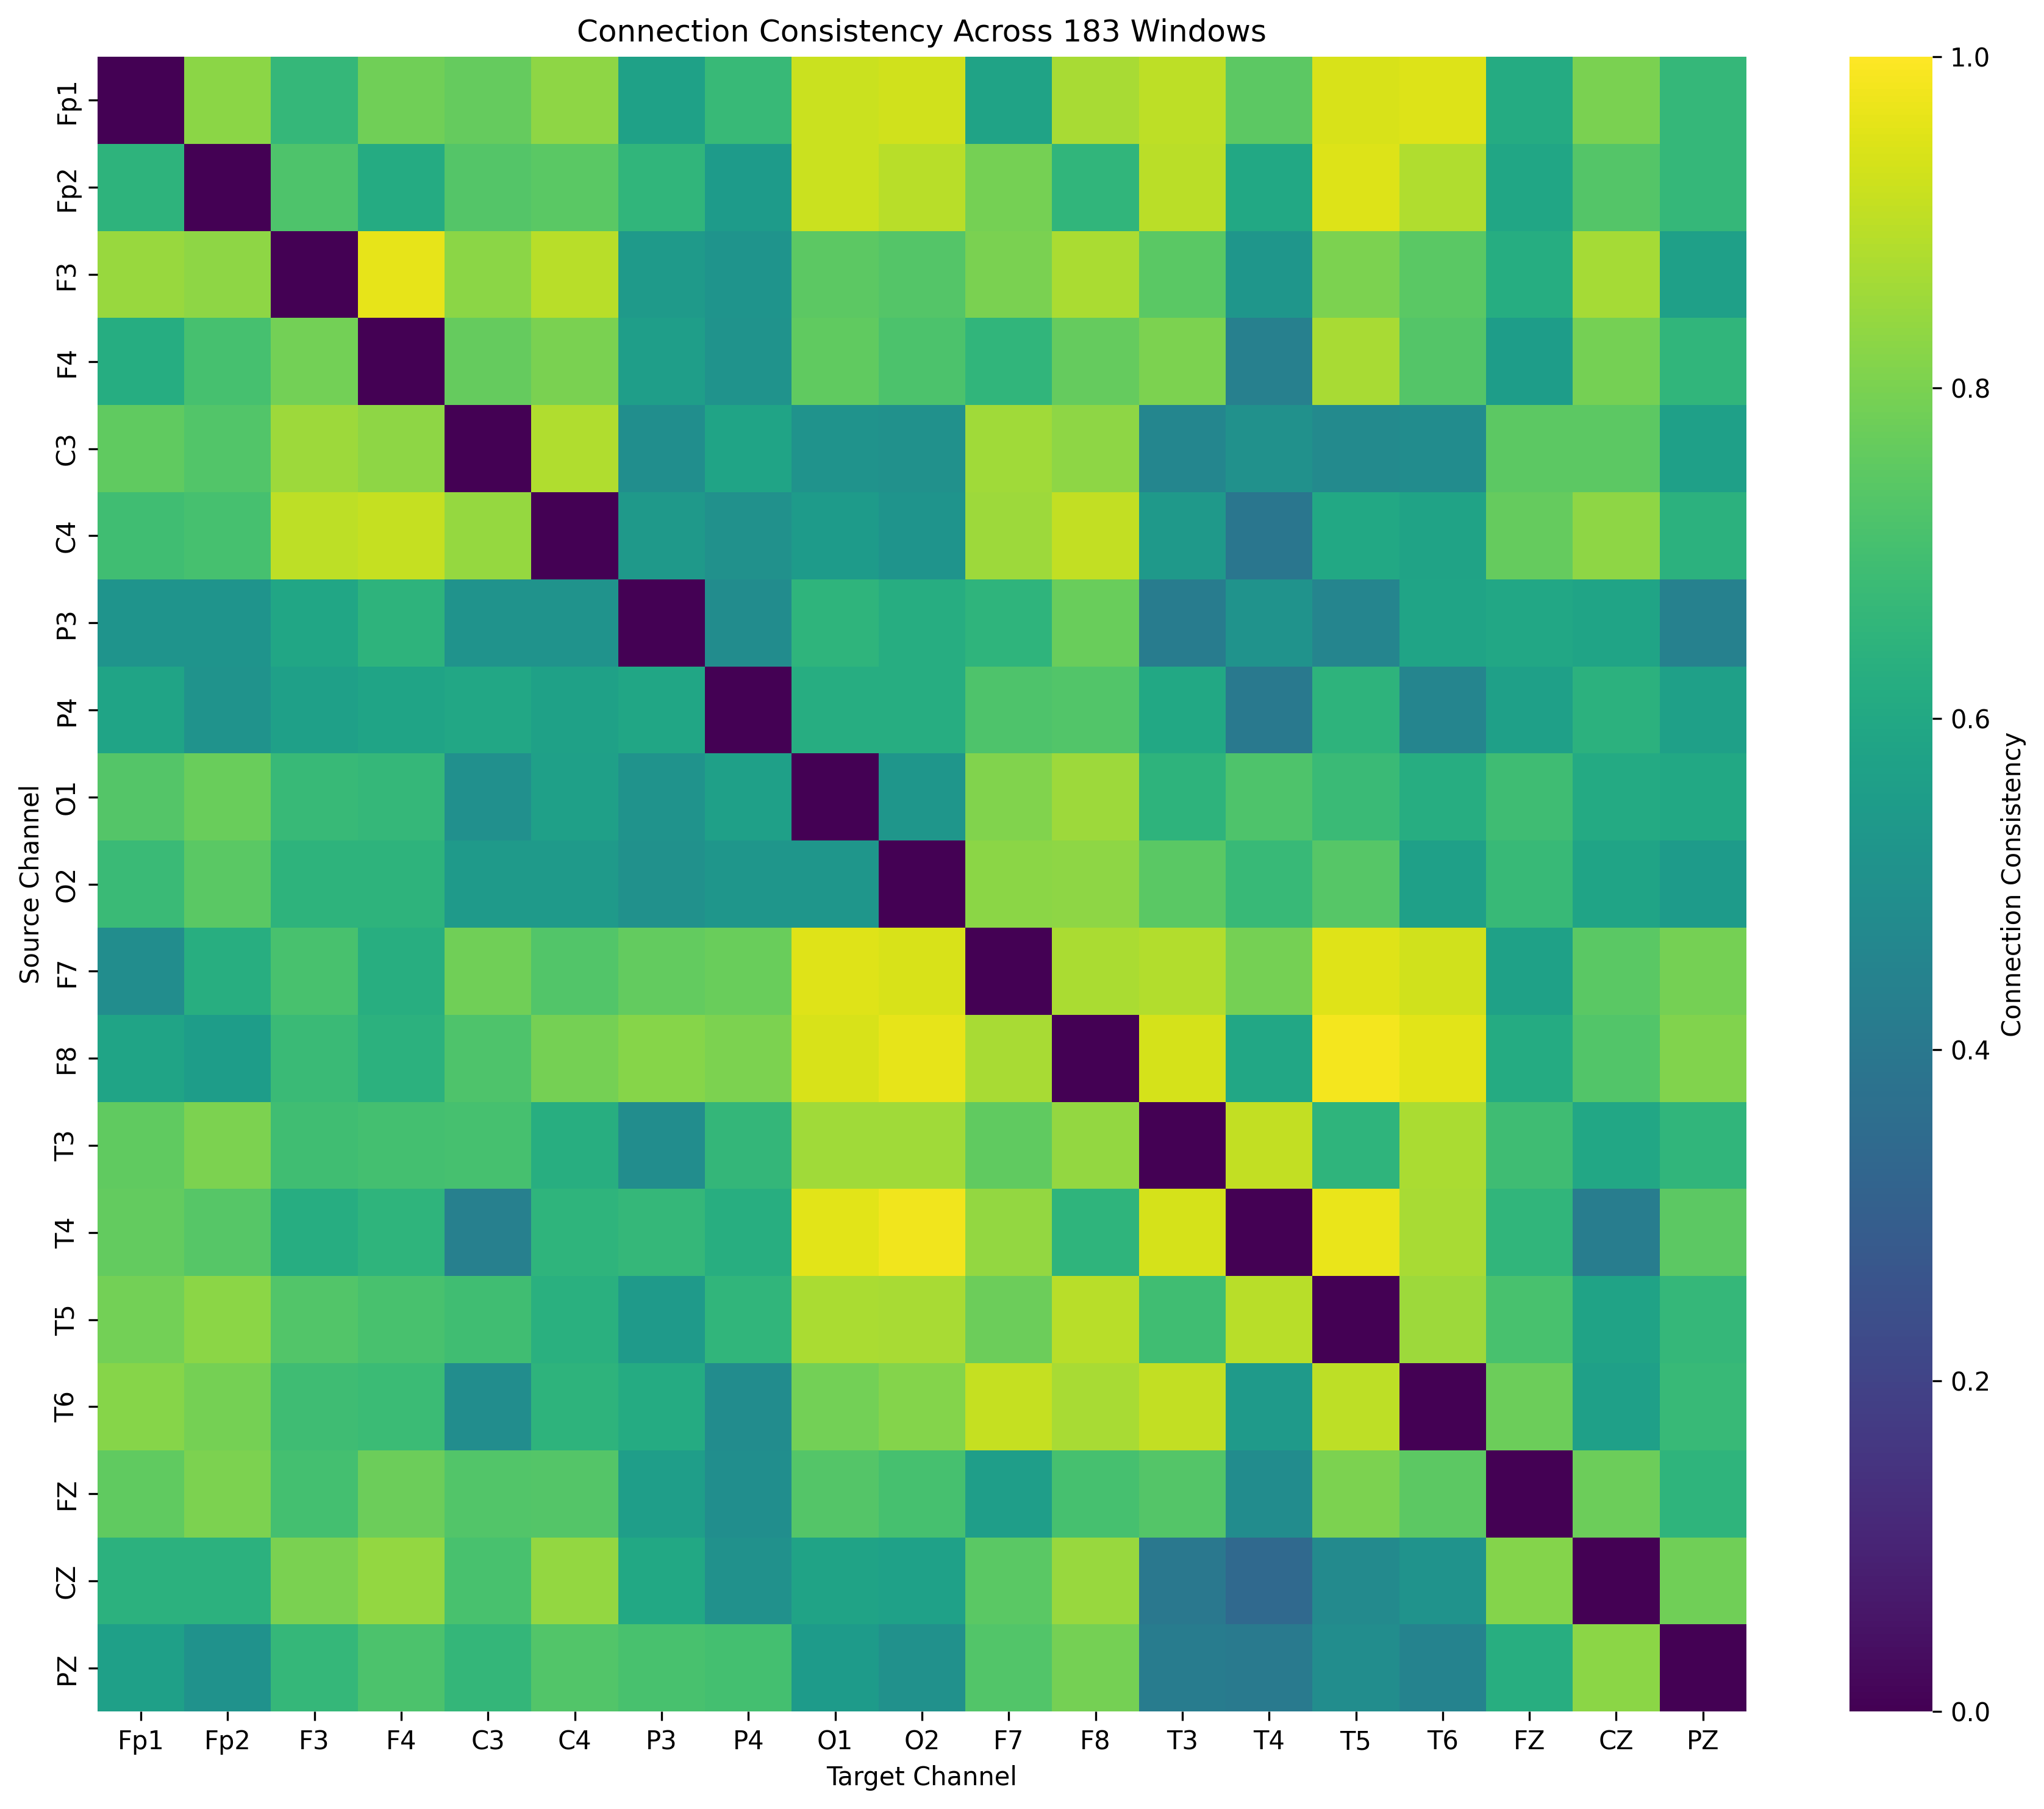 Connection Consistency Across 183 Windows
Source Channel
Fp1
Fp2
F3
F4
C3
C4
P3
P4
O1
O2
F7
F8
T3
T4
T5
T6
FZ
CZ
PZ
Fp1 Fp2 F3 F4 C3 C4 P3 P4 O1 O2 F7 F8 T3 T4 T5 T6 FZ CZ PZ
Target Channel
1.0
0.8
0.6
0.4
0.2
0.0
Connection Consistency